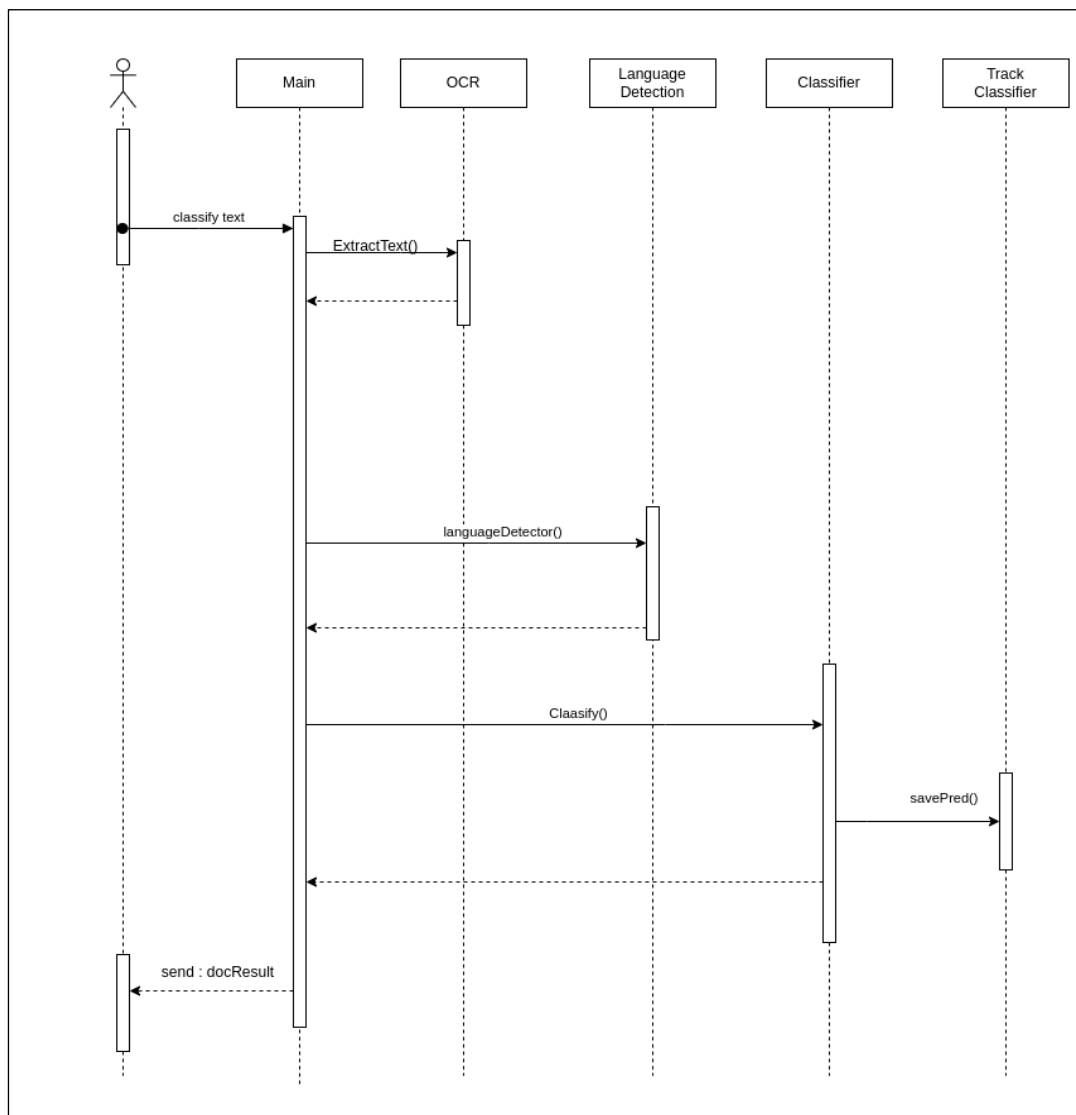 Main
OCR
Language
Detection
Classifier
Track
Classifier
classify text
ExtractText()
languageDetector()
Claasify()
savePred()
send : docResult